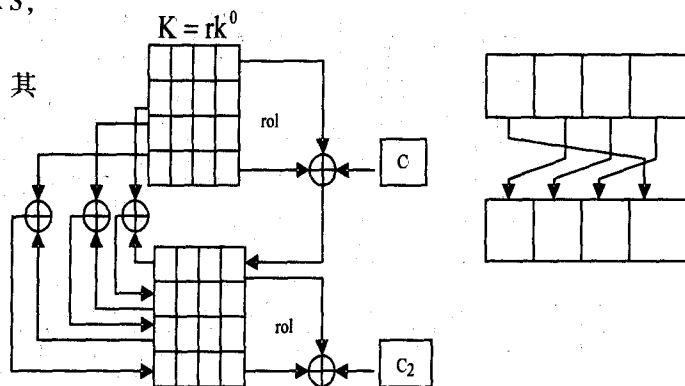 K = rk⁰
其
rol
C
rol
C₂